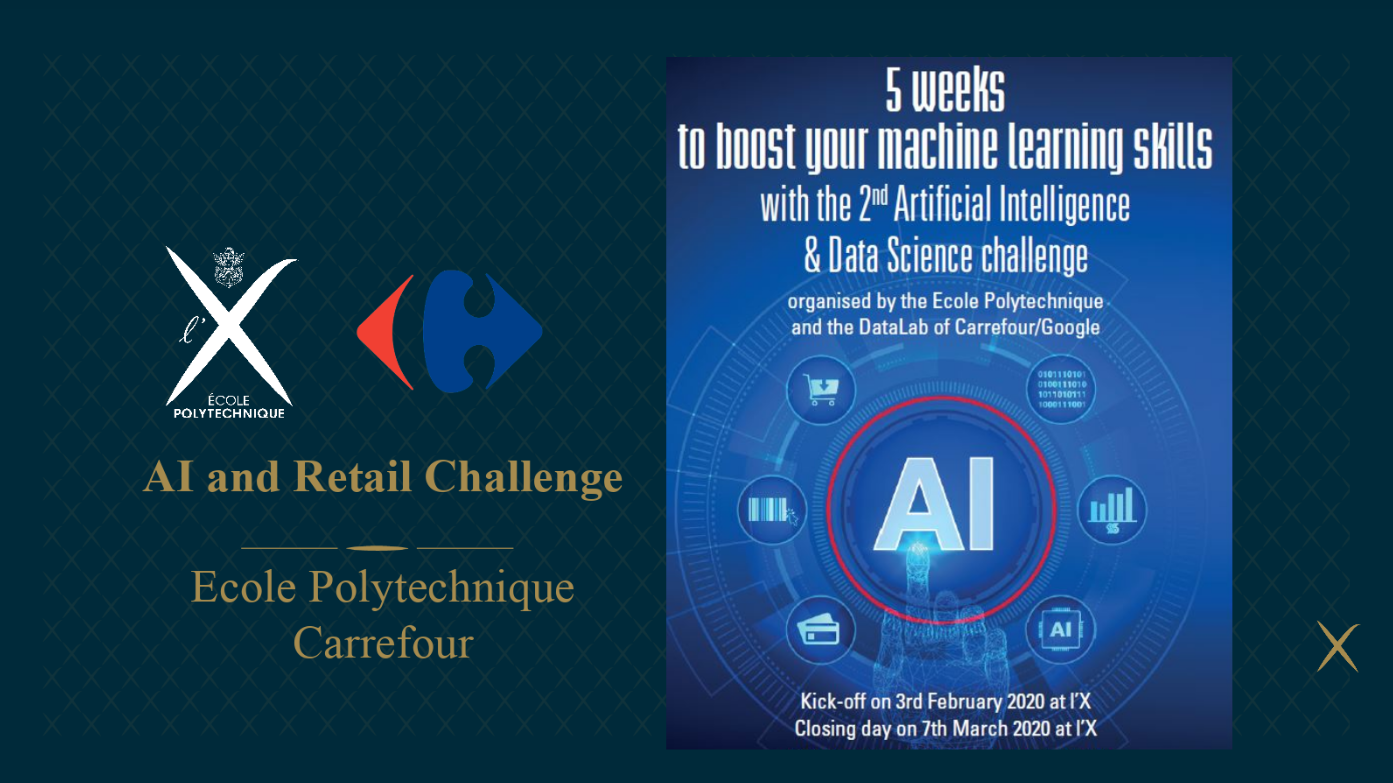 l'X
ÉCOLE
POLYTECHNIQUE
AI and Retail Challenge
Ecole Polytechnique
Carrefour
5 weeks
to boost your machine learning skills
with the 2nd Artificial Intelligence
& Data Science challenge
organised by the Ecole Polytechnique
and the DataLab of Carrefour/Google
0101110101
0100111010
1011010111
1000111001
AI
%
AI
Kick-off on 3rd February 2020 at l'X
Closing day on 7th March 2020 at l'X